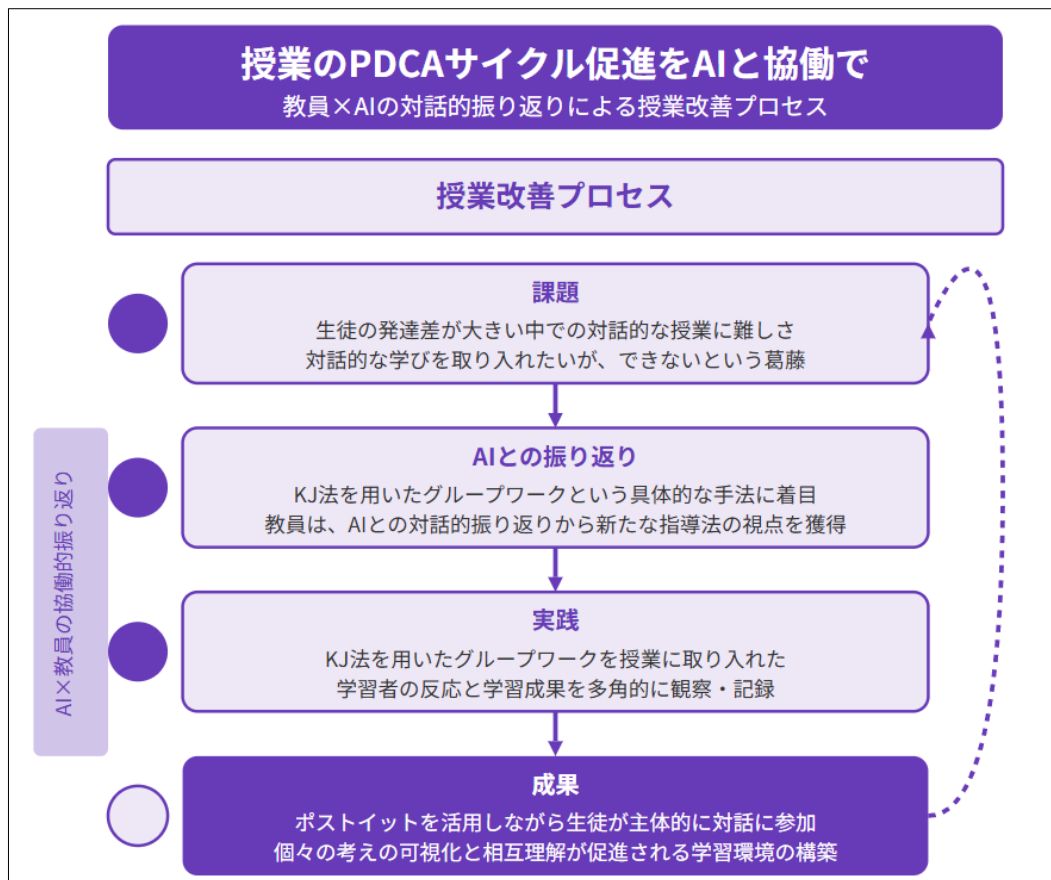 授業のPDCAサイクル促進をAIと協働で
教員×AIの対話的振り返りによる授業改善プロセス
授業改善プロセス
課題
生徒の発達差が大きい中での対話的な授業に難しさ
対話的な学びを取り入れたいが、できないという葛藤
AI×教員の協働的振り返り
AIとの振り返り
KJ法を用いたグループワークという具体的な手法に着目
教員は、AIとの対話的振り返りから新たな指導法の視点を獲得
実践
KJ法を用いたグループワークを授業に取り入れた
学習者の反応と学習成果を多角的に観察・記録
成果
ポストイットを活用しながら生徒が主体的に対話に参加
個々の考えの可視化と相互理解が促進される学習環境の構築